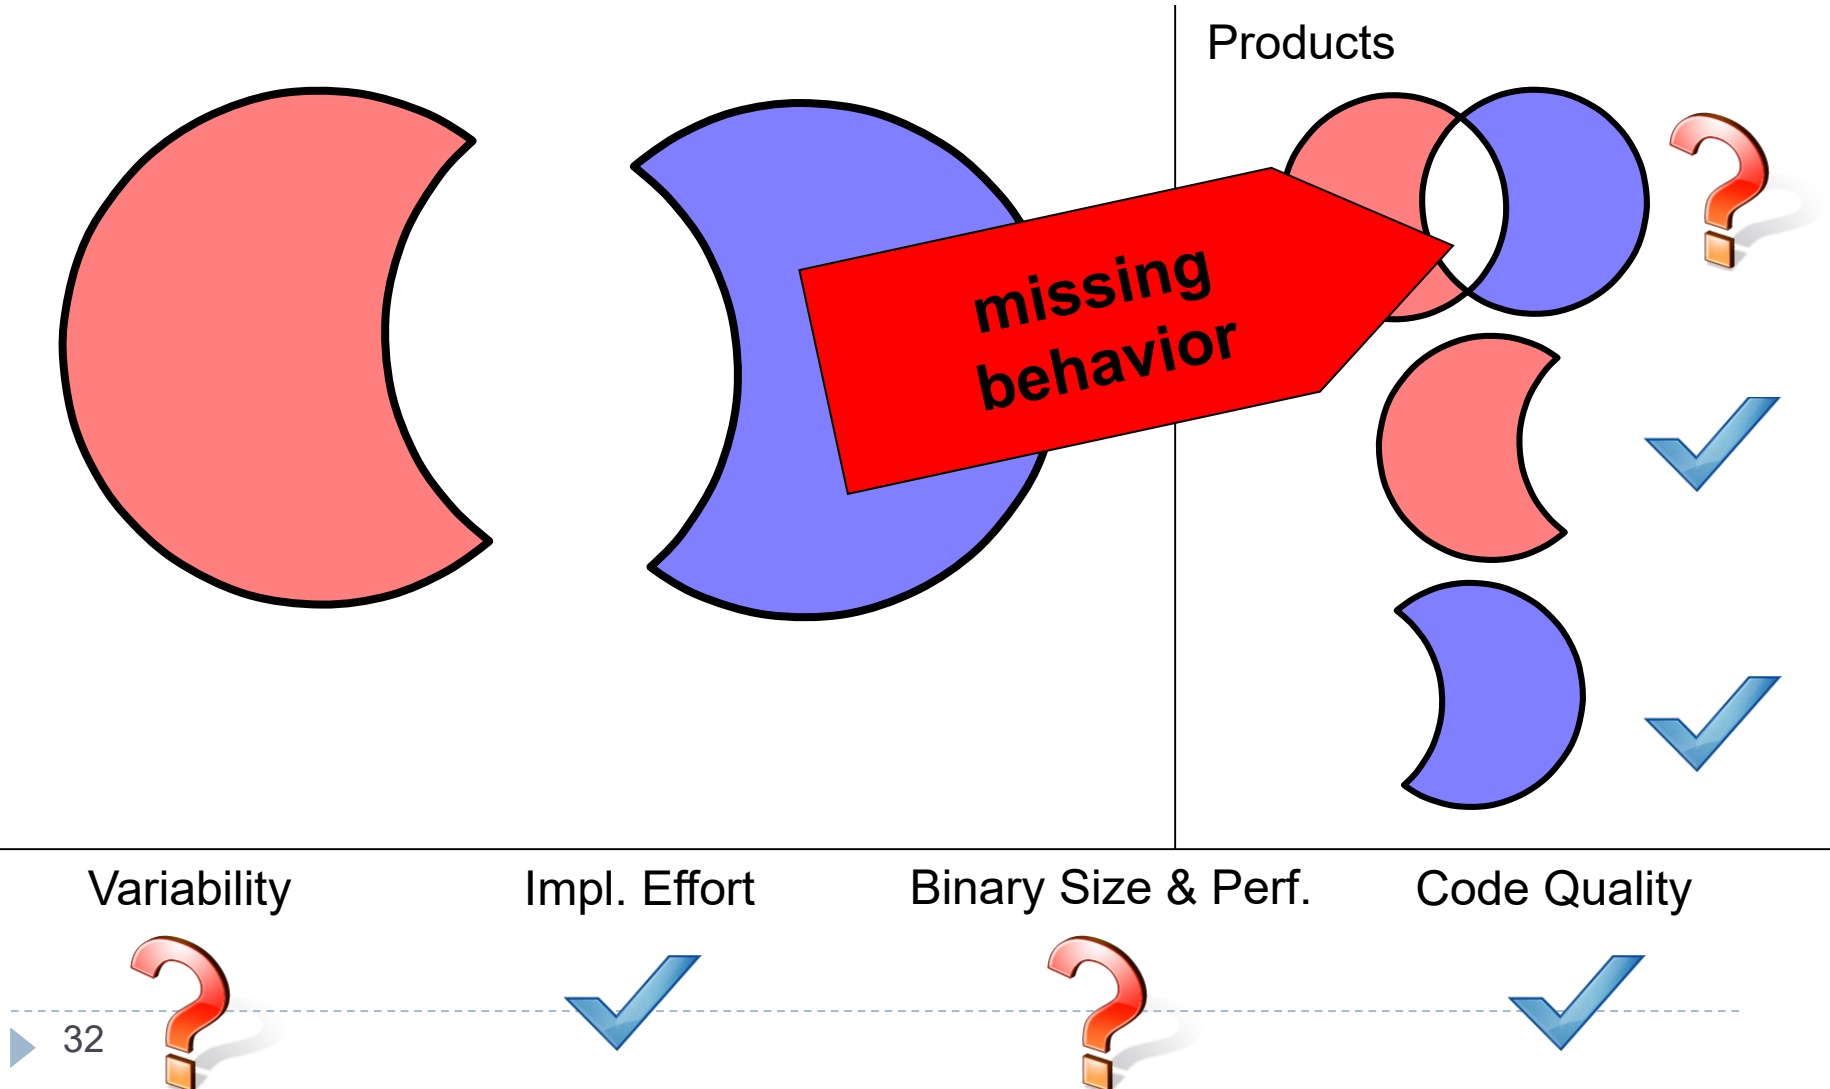 Products
missing
behavior
Variability
Impl. Effort
Binary Size & Perf.
Code Quality
32